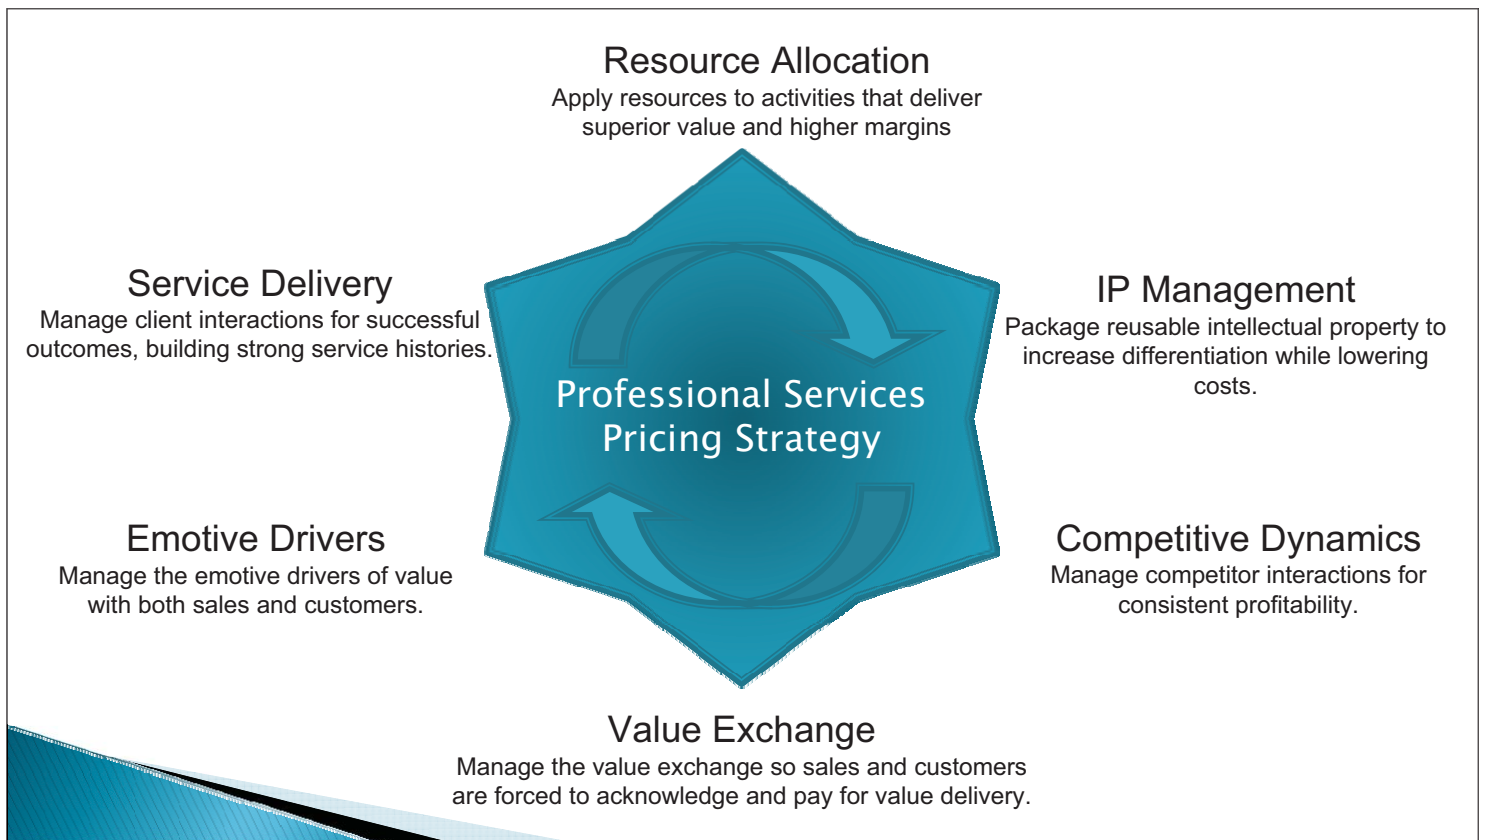 Resource Allocation
Apply resources to activities that deliver
superior value and higher margins
Service Delivery
Manage client interactions for successful
outcomes, building strong service histories.
IP Management
Package reusable intellectual property to
increase differentiation while lowering
costs.
Professional Services
Pricing Strategy
Emotive Drivers
Manage the emotive drivers of value
with both sales and customers.
Competitive Dynamics
Manage competitor interactions for
consistent profitability.
Value Exchange
Manage the value exchange so sales and customers
are forced to acknowledge and pay for value delivery.